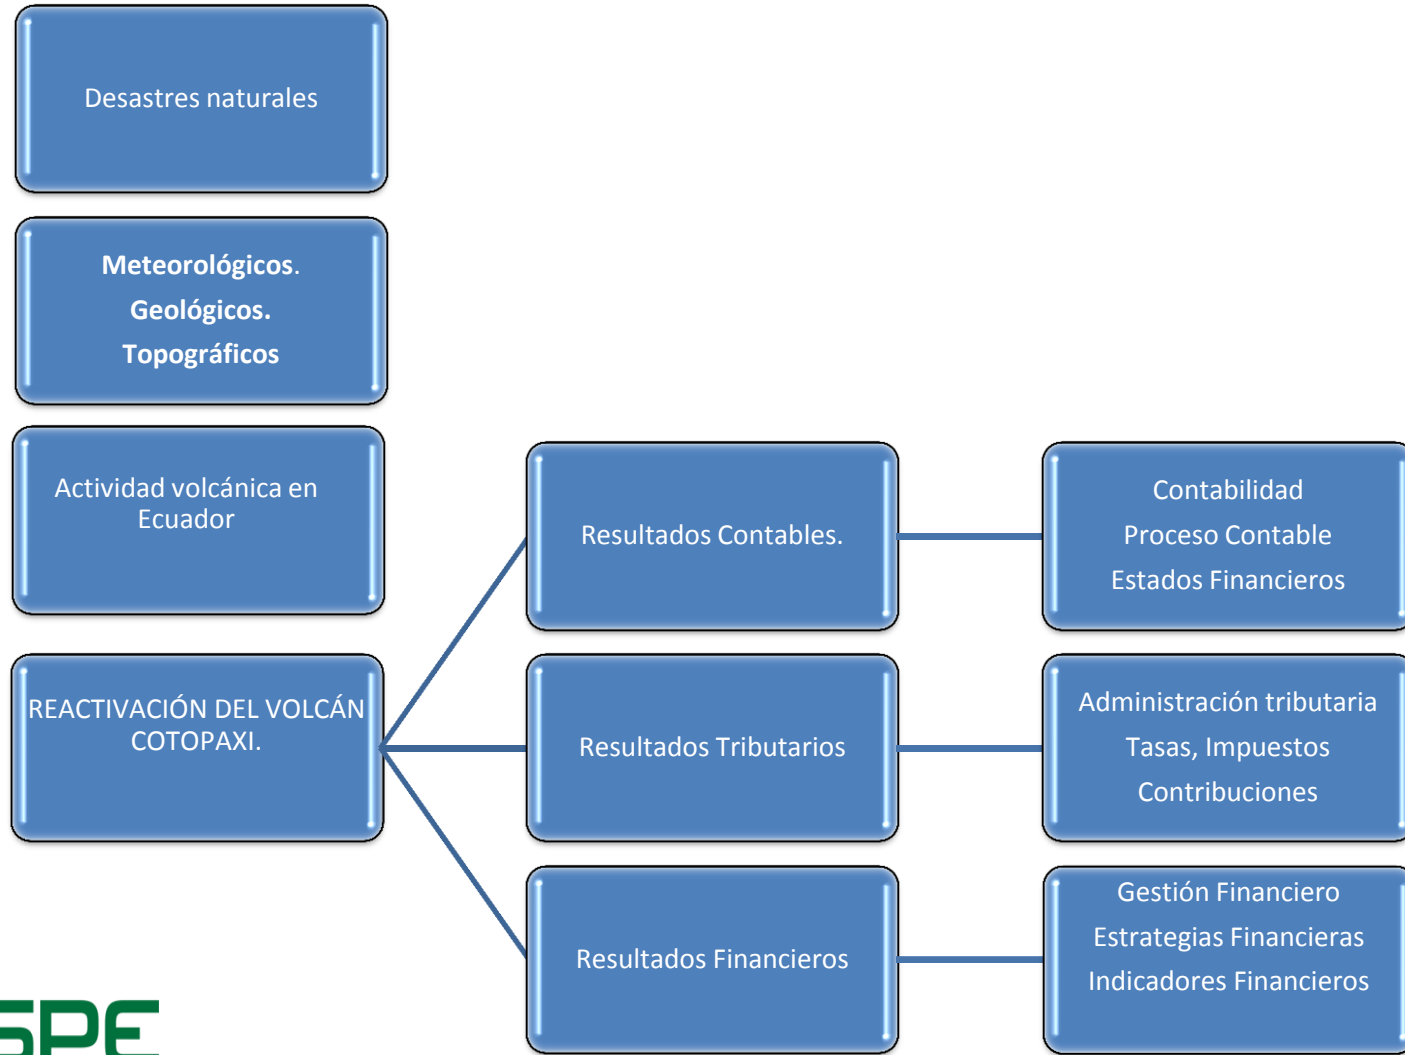 Desastres naturales
Meteorológicos.
Geológicos.
Topográficos
Actividad volcánica en
Ecuador
REACTIVACIÓN DEL VOLCÁN
COTOPAXI.
Resultados Contables.
Contabilidad
Proceso Contable
Estados Financieros
Resultados Tributarios
Administración tributaria
Tasas, Impuestos
Contribuciones
Resultados Financieros
Gestión Financiero
Estrategias Financieras
Indicadores Financieros
SPE